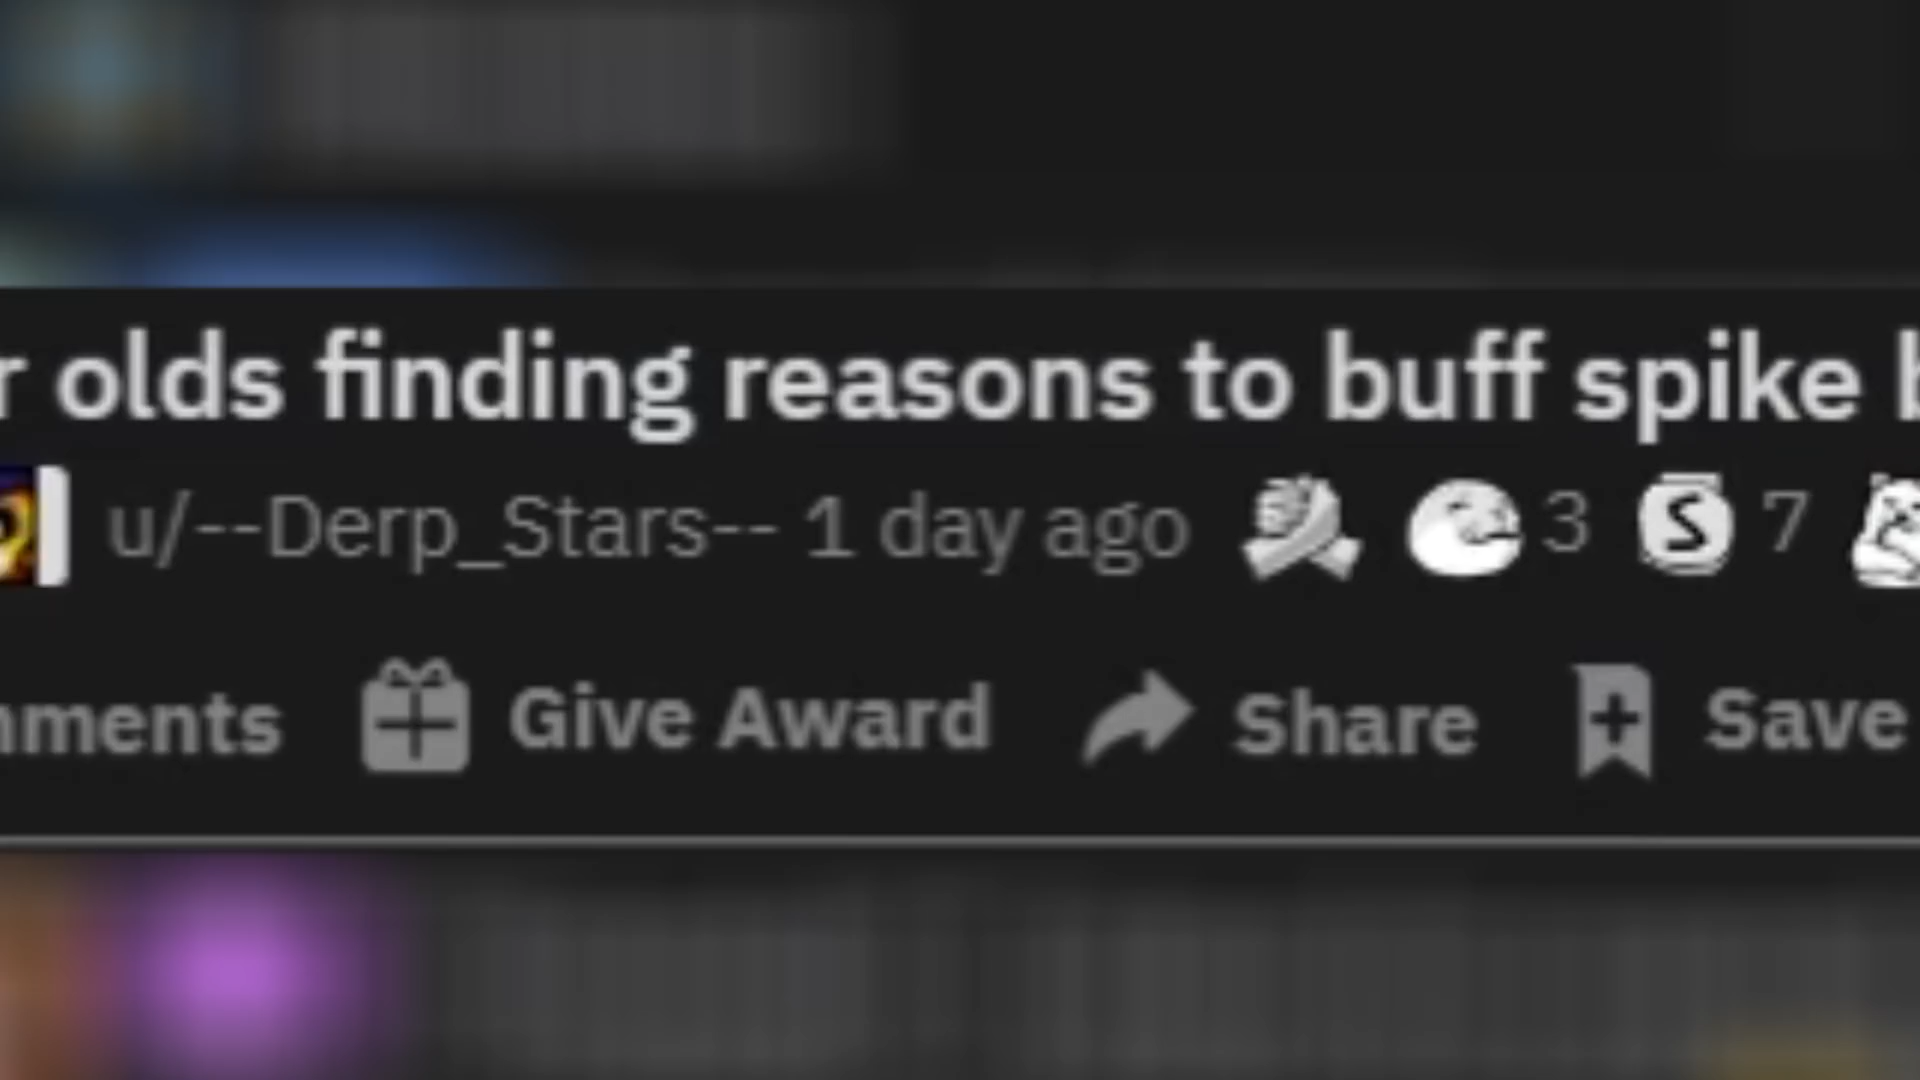 r olds finding reasons to buff spike b
u/--Derp_Stars-- 1 day ago 3 S 7
mments Give Award Share Save